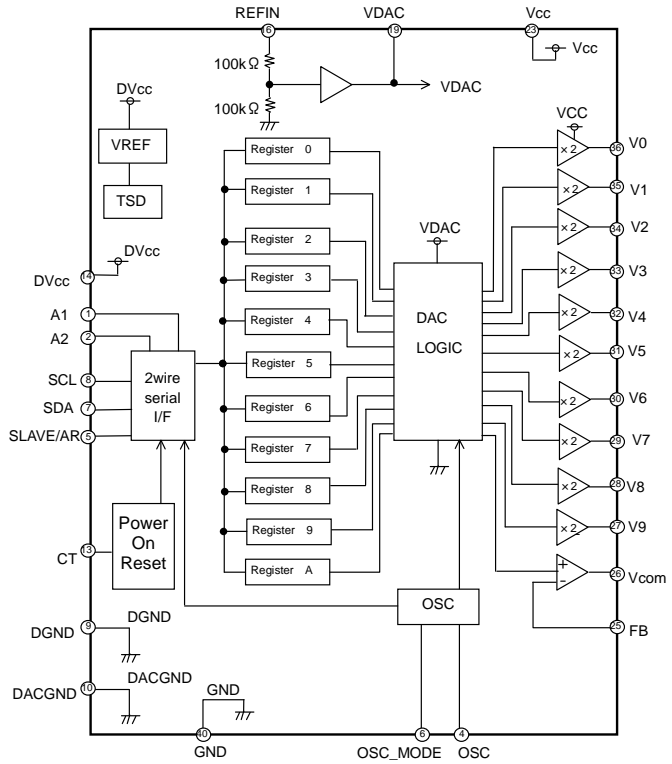 REFIN VDAC Vcc
16 19 23
Vcc
100kΩ
VDAC
100kΩ
DVcc
VREF
TSD
VCC
Register 0
×2 36 V0
Register 1
×2 35 V1
Register 2
×2 34 V2
VDAC
Register 3
×2 33 V3
DVcc
14
DVcc
A1 1
A2 2
Register 4
×2 32 V4
DAC
LOGIC
2wire
serial
I/F
Register 5
×2 31 V5
SCL 8
SDA 7
SLAVE/AR 5
Register 6
×2 30 V6
Register 7
×2 29 V7
Register 8
×2 28 V8
Power
On
Reset
Register 9
×2 27 V9
CT 13
Register A
+
−
26 Vcom
OSC
25 FB
DGND
DGND 9
DACGND
DACGND 10
GND
40
GND
6 4
OSC_MODE OSC